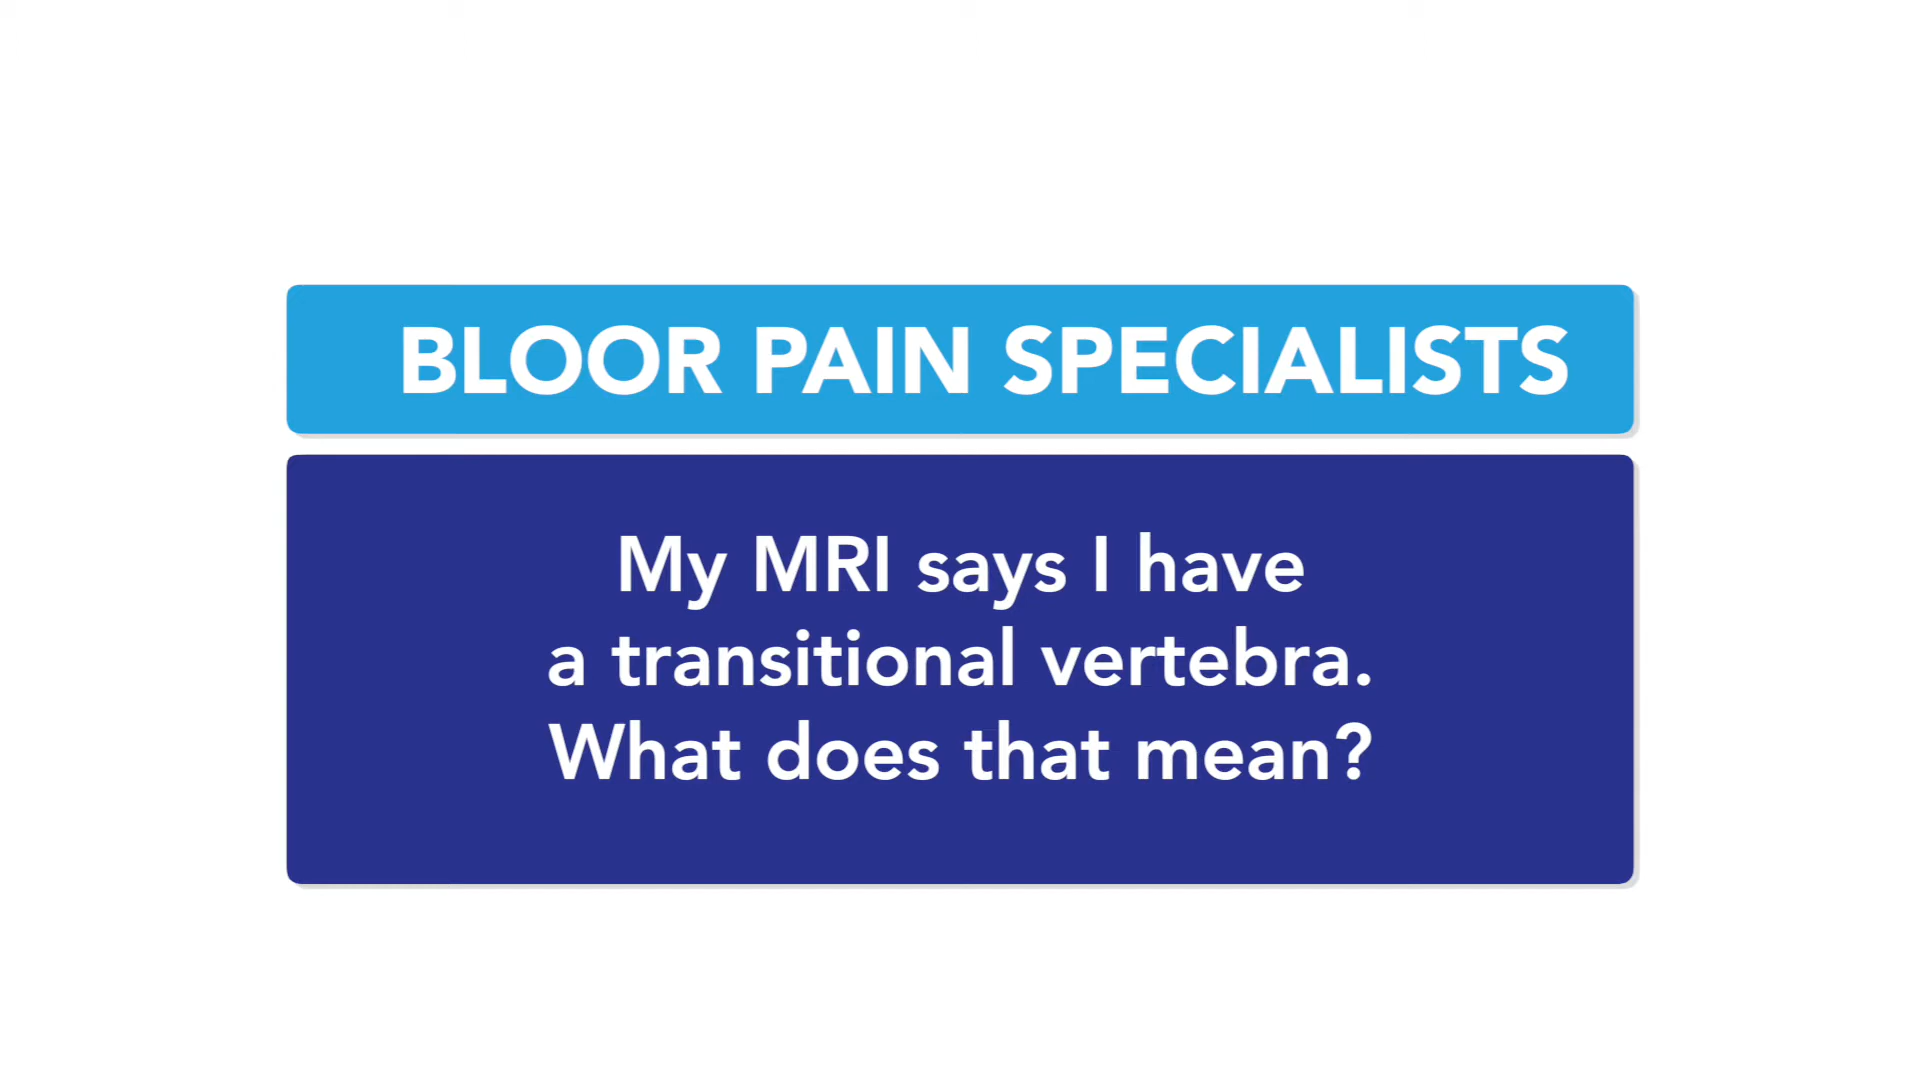 BLOOR PAIN SPECIALISTS
My MRI says I have
a transitional vertebra.
What does that mean?